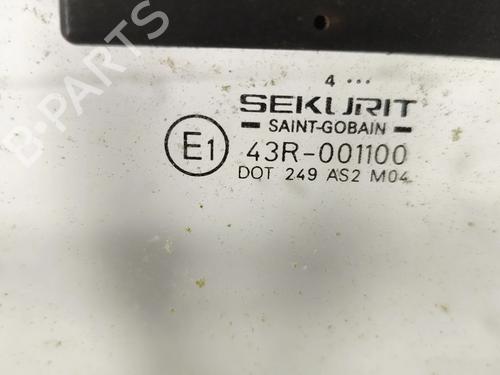 B-PARTS
4 •••
SEKURIT
SAINT-GOBAIN
E1 43R-001100
DOT 249 AS2 M04